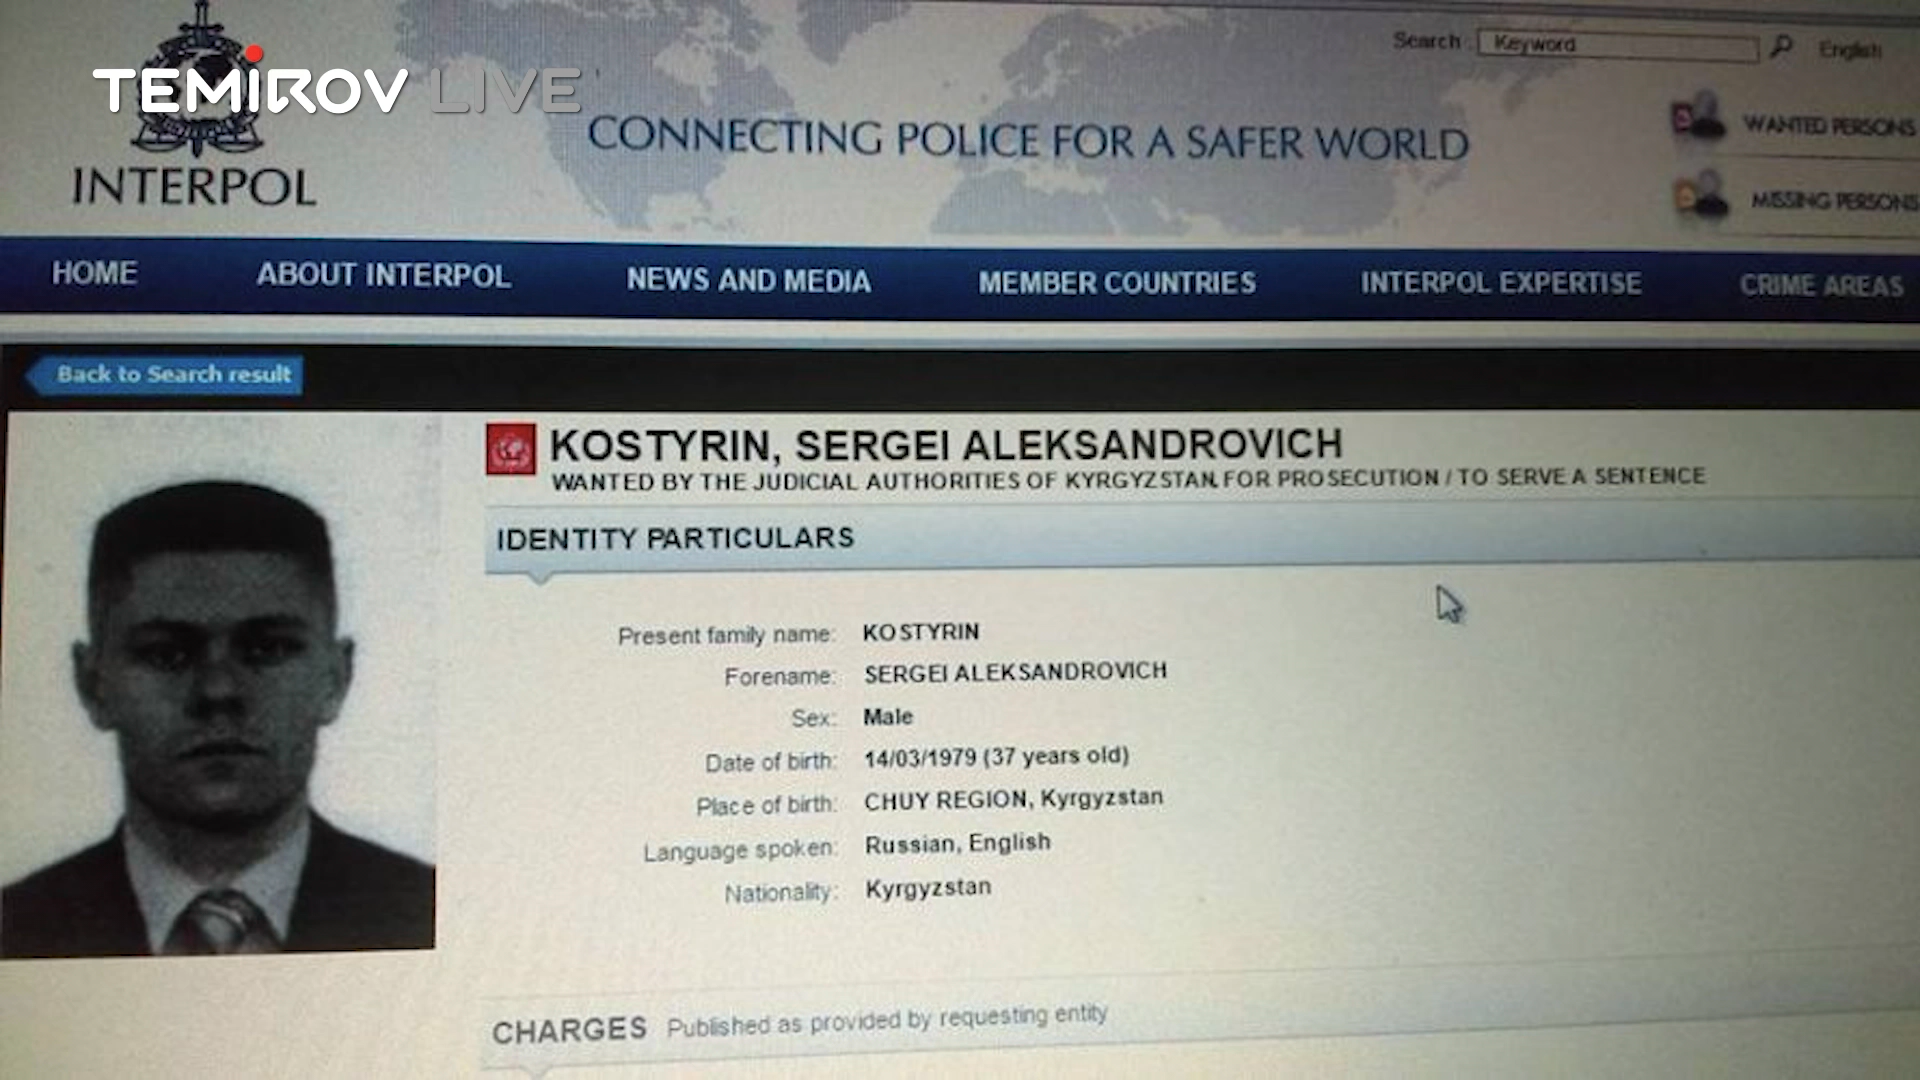 TEMIROV LIVE
INTERPOL
CONNECTING POLICE FOR A SAFER WORLD
Search : Keyword
English
WANTED PERSONS
MISSING PERSONS
HOME ABOUT INTERPOL NEWS AND MEDIA MEMBER COUNTRIES INTERPOL EXPERTISE CRIME AREAS
Back to Search result
KOSTYRIN, SERGEI ALEKSANDROVICH
WANTED BY THE JUDICIAL AUTHORITIES OF KYRGYZSTAN FOR PROSECUTION / TO SERVE A SENTENCE
IDENTITY PARTICULARS
Present family name: KOSTYRIN
Forename: SERGEI ALEKSANDROVICH
Sex: Male
Date of birth: 14/03/1979 (37 years old)
Place of birth: CHUY REGION, Kyrgyzstan
Language spoken: Russian, English
Nationality: Kyrgyzstan
CHARGES Published as provided by requesting entity